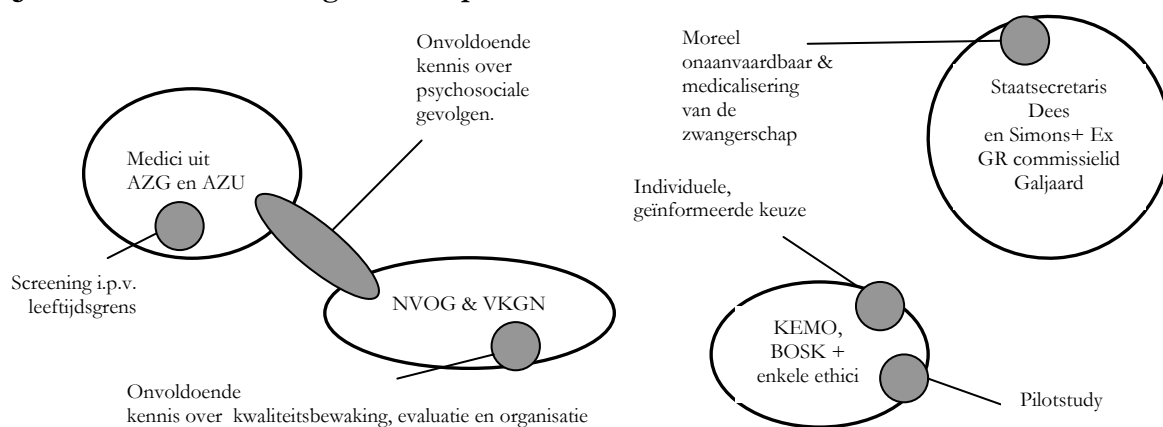 Onvoldoende
kennis over
psychosociale
gevolgen.
Moreel
onaanvaardbaar &
medicalisering
van de
zwangerschap
Staatsecretaris
Dees
en Simons+ Ex
GR commissielid
Galjaard
Medici uit
AZG en AZU
Individuele,
geïnformeerde keuze
Screening i.p.v.
leeftijdsgrens
NVOG & VKGN
KEMO,
BOSK +
enkele ethici
Onvoldoende
kennis over kwaliteitsbewaking, evaluatie en organisatie
Pilotstudy